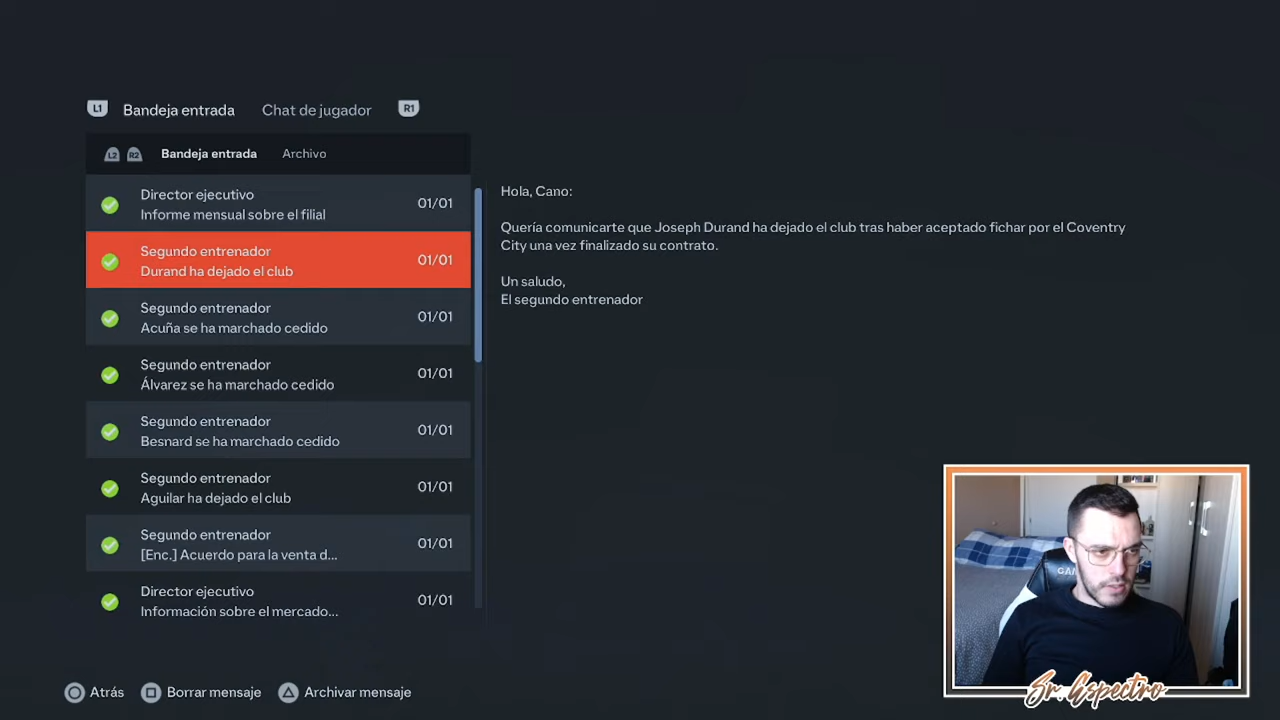 L1 Bandeja entrada Chat de jugador R1
L2 R2 Bandeja entrada Archivo
Director ejecutivo
Informe mensual sobre el filial
01/01
Segundo entrenador
Durand ha dejado el club
01/01
Segundo entrenador
Acuña se ha marchado cedido
01/01
Segundo entrenador
Álvarez se ha marchado cedido
01/01
Segundo entrenador
Besnard se ha marchado cedido
01/01
Segundo entrenador
Aguilar ha dejado el club
01/01
Segundo entrenador
[Enc.] Acuerdo para la venta d...
01/01
Director ejecutivo
Información sobre el mercado...
01/01
Hola, Cano:
Quería comunicarte que Joseph Durand ha dejado el club tras haber aceptado fichar por el Coventry
City una vez finalizado su contrato.
Un saludo,
El segundo entrenador
GAM
Sr. Espectro
Atrás Borrar mensaje Archivar mensaje